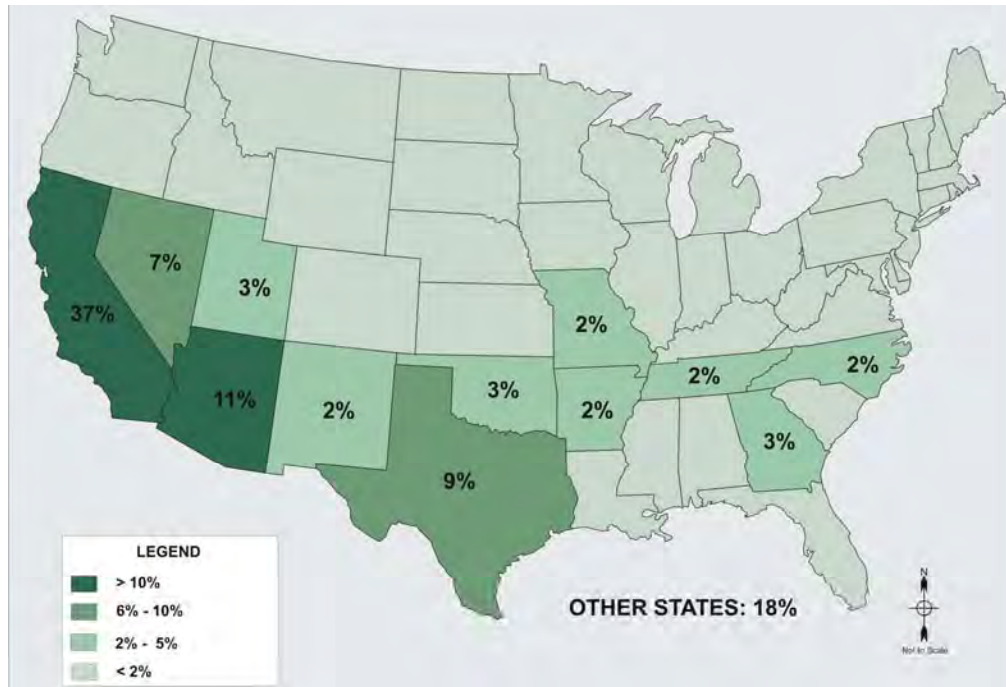 7%
3%
37%
2%
2%
2%
11%
2%
3%
2%
3%
9%
LEGEND
> 10%
6% - 10%
2% - 5%
< 2%
OTHER STATES: 18%
N
Not to Scale